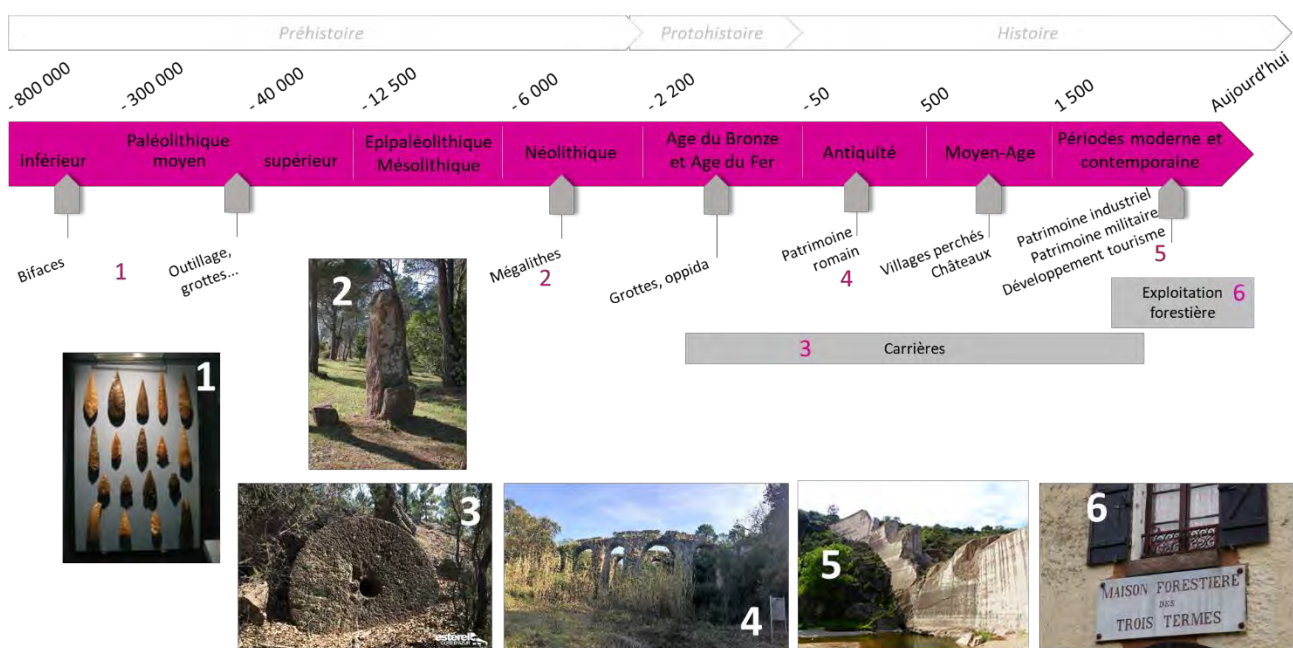 Préhistoire
Protohistoire
Histoire
- 800 000
- 300 000
- 40 000
- 12 500
- 6 000
- 2 200
- 50
500
1 500
Aujourd'hui
inférieur
Paléolithique
moyen
supérieur
Epipaléolithique
Mésolithique
Néolithique
Age du Bronze
et Age du Fer
Antiquité
Moyen-Age
Périodes moderne et
contemporaine
Bifaces
1
Outillage,
grottes...
Mégalithes
2
Grottes, oppida
Patrimoine
romain
4
Villages perchés
Châteaux
Patrimoine industriel
Patrimoine militaire
Développement tourisme
5
Exploitation
forestière
6
3
Carrières
1
2
3
esterel
CÔTE D'AZUR
4
5
6
MAISON FORESTIERE
DES
TROIS TERMES